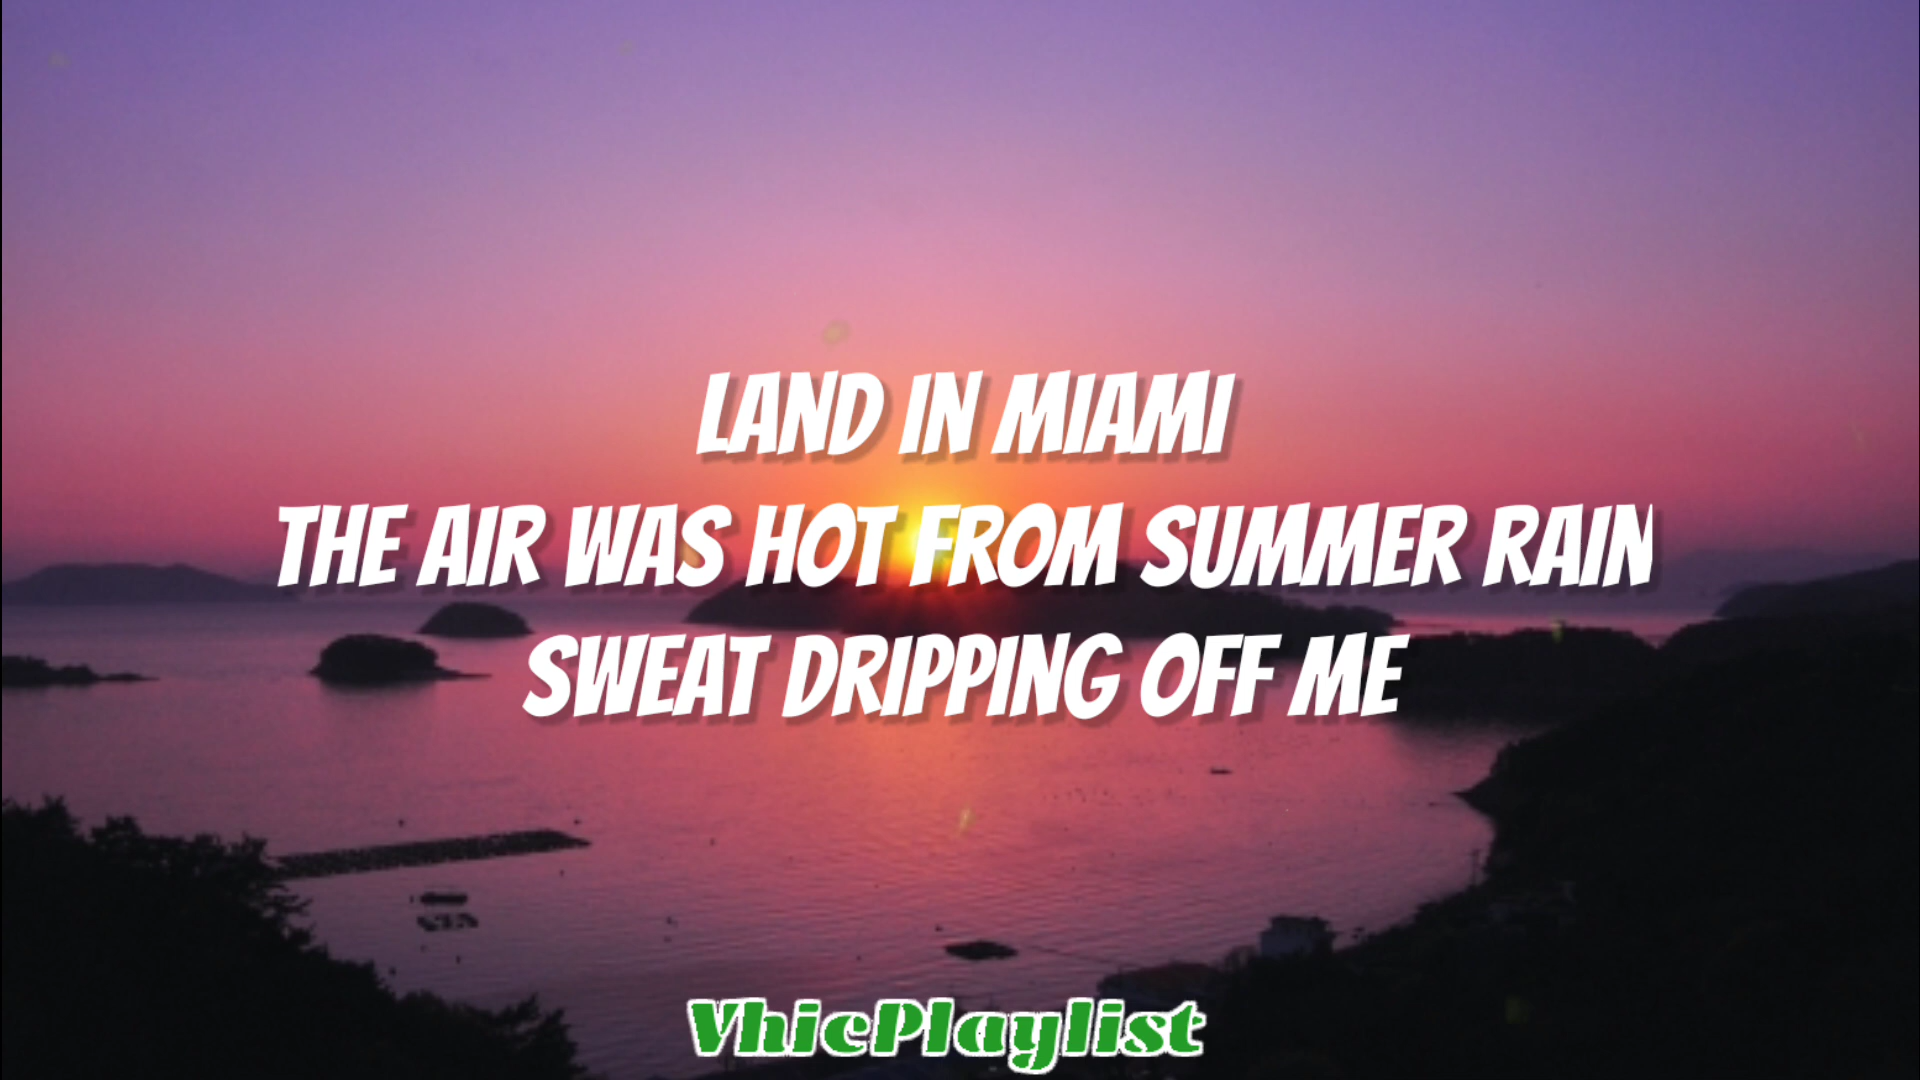 LAND IN MIAMI
THE AIR WAS HOT FROM SUMMER RAIN
SWEAT DRIPPING OFF ME
VhicPlaylist